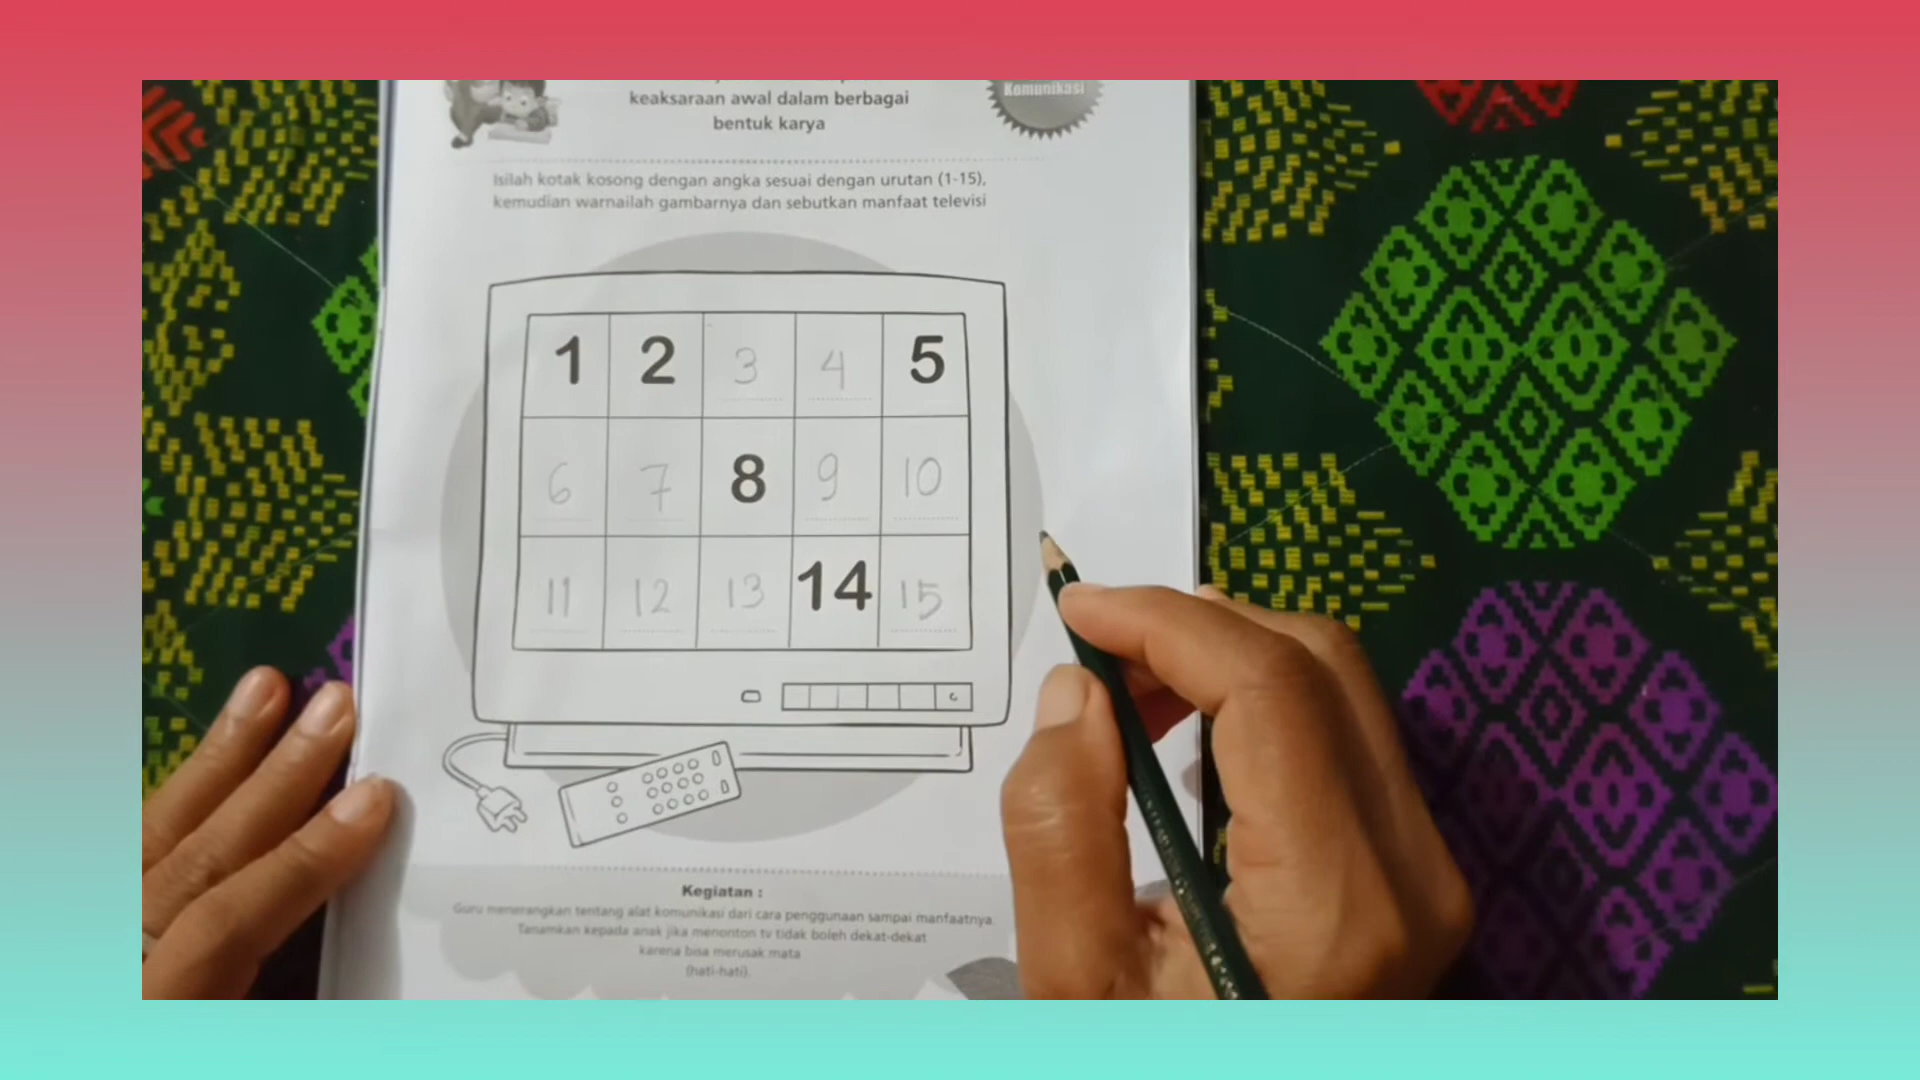 Komunikasi
keaksaraan awal dalam berbagai
bentuk karya
Isilah kotak kosong dengan angka sesuai dengan urutan (1-15),
kemudian warnailah gambarnya dan sebutkan manfaat televisi
1 2 3 4 5
6 7 8 9 10
11 12 13 14 15
Kegiatan :
Guru menerangkan tentang alat komunikasi dari cara penggunaan sampai manfaatnya.
Tanamkan kepada anak jika menonton tv tidak boleh dekat-dekat
karena bisa merusak mata
(hati-hati).